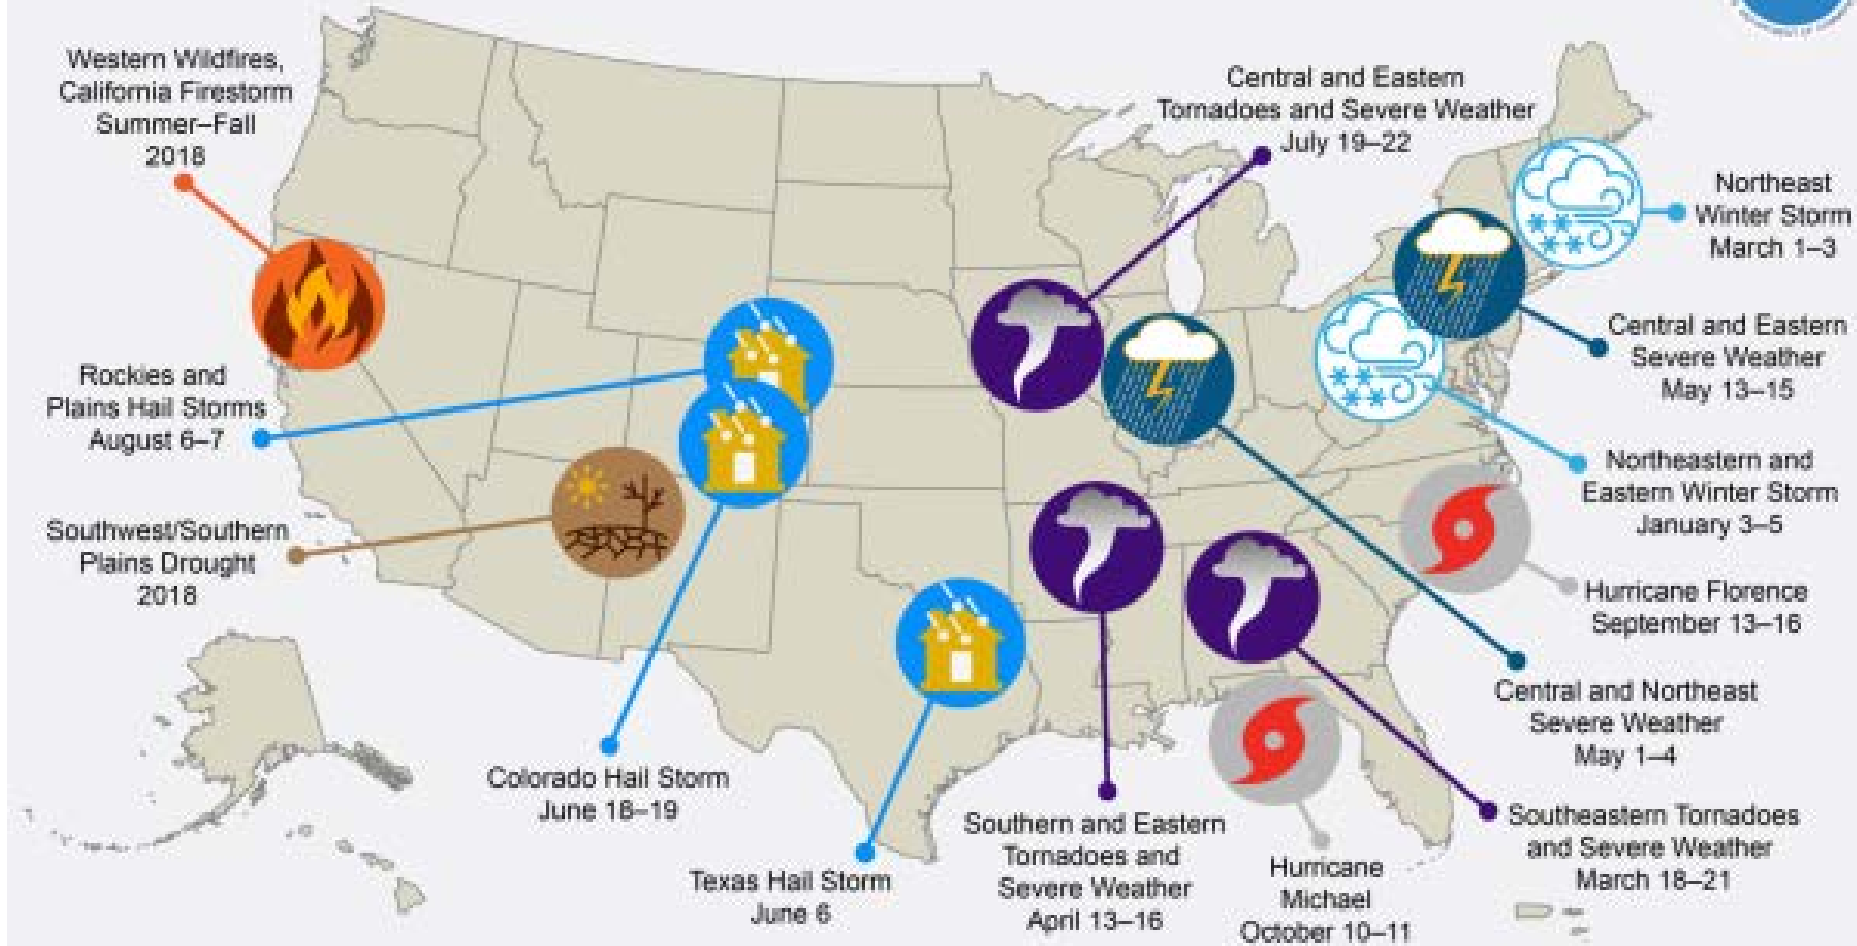 Western Wildfires,
California Firestorm
Summer–Fall
2018
Central and Eastern
Tornadoes and Severe Weather
July 19–22
Northeast
Winter Storm
March 1–3
Central and Eastern
Severe Weather
May 13–15
Rockies and
Plains Hail Storms
August 6–7
Northeastern and
Eastern Winter Storm
January 3–5
Southwest/Southern
Plains Drought
2018
Hurricane Florence
September 13–16
Central and Northeast
Severe Weather
May 1–4
Colorado Hail Storm
June 18–19
Texas Hail Storm
June 6
Southern and Eastern
Tornadoes and
Severe Weather
April 13–16
Hurricane
Michael
October 10–11
Southeastern Tornadoes
and Severe Weather
March 18–21